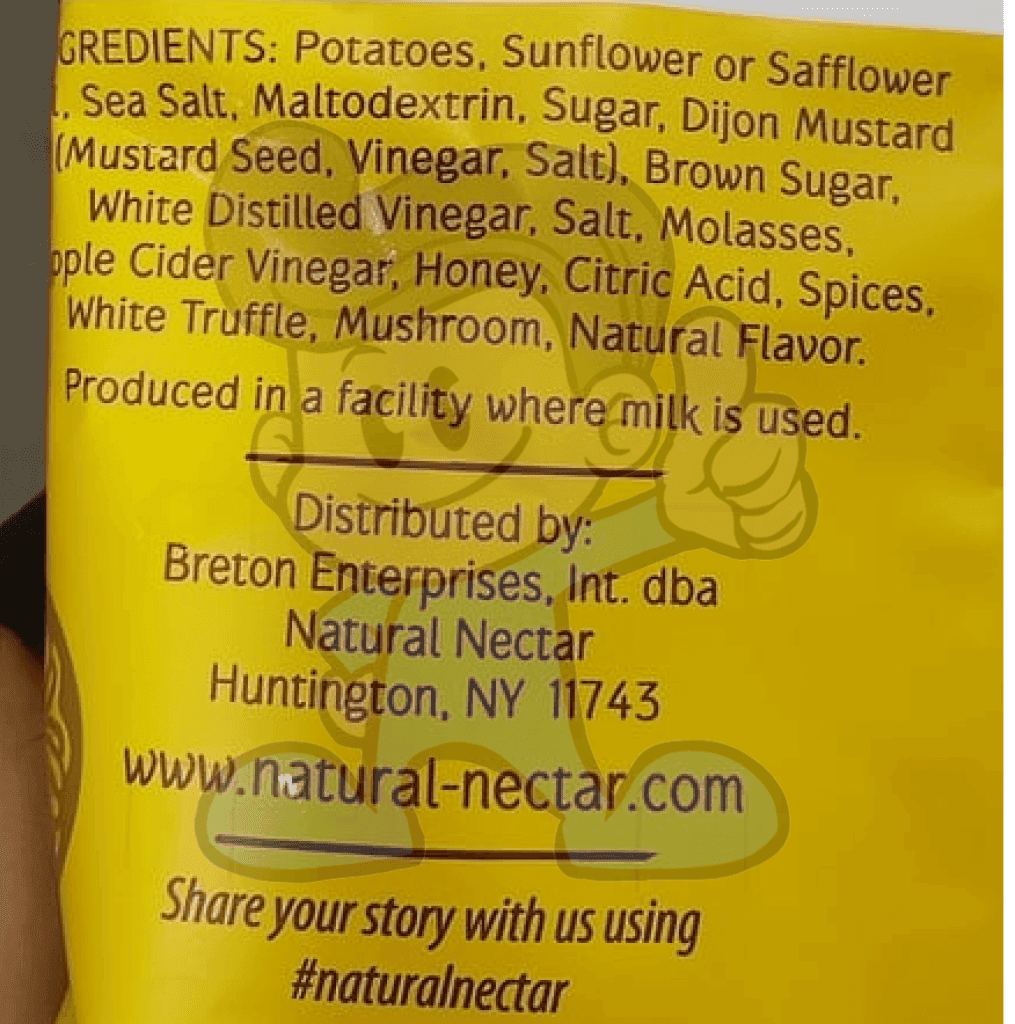 GREDIENTS: Potatoes, Sunflower or Safflower
l, Sea Salt, Maltodextrin, Sugar, Dijon Mustard
(Mustard Seed, Vinegar, Salt), Brown Sugar,
White Distilled Vinegar, Salt, Molasses,
pple Cider Vinegar, Honey, Citric Acid, Spices,
White Truffle, Mushroom, Natural Flavor.
Produced in a facility where milk is used.
Distributed by:
Breton Enterprises, Int. dba
Natural Nectar
Huntington, NY 11743
www.natural-nectar.com
Share your story with us using
#naturalnectar